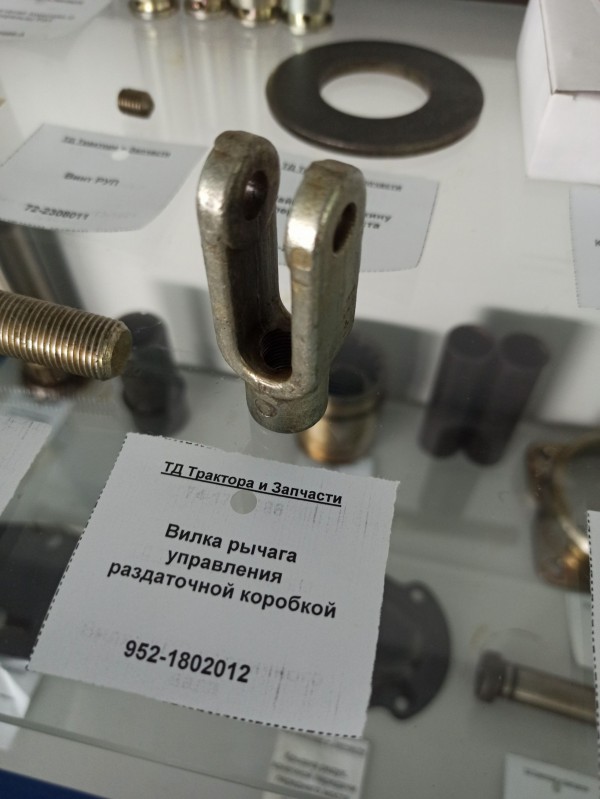 ТД Трактора и Запчасти
Винт РУП
72-2308011
ТД Трактора и Запчасти
Вилка рычага
управления
раздаточной коробкой
952-1802012